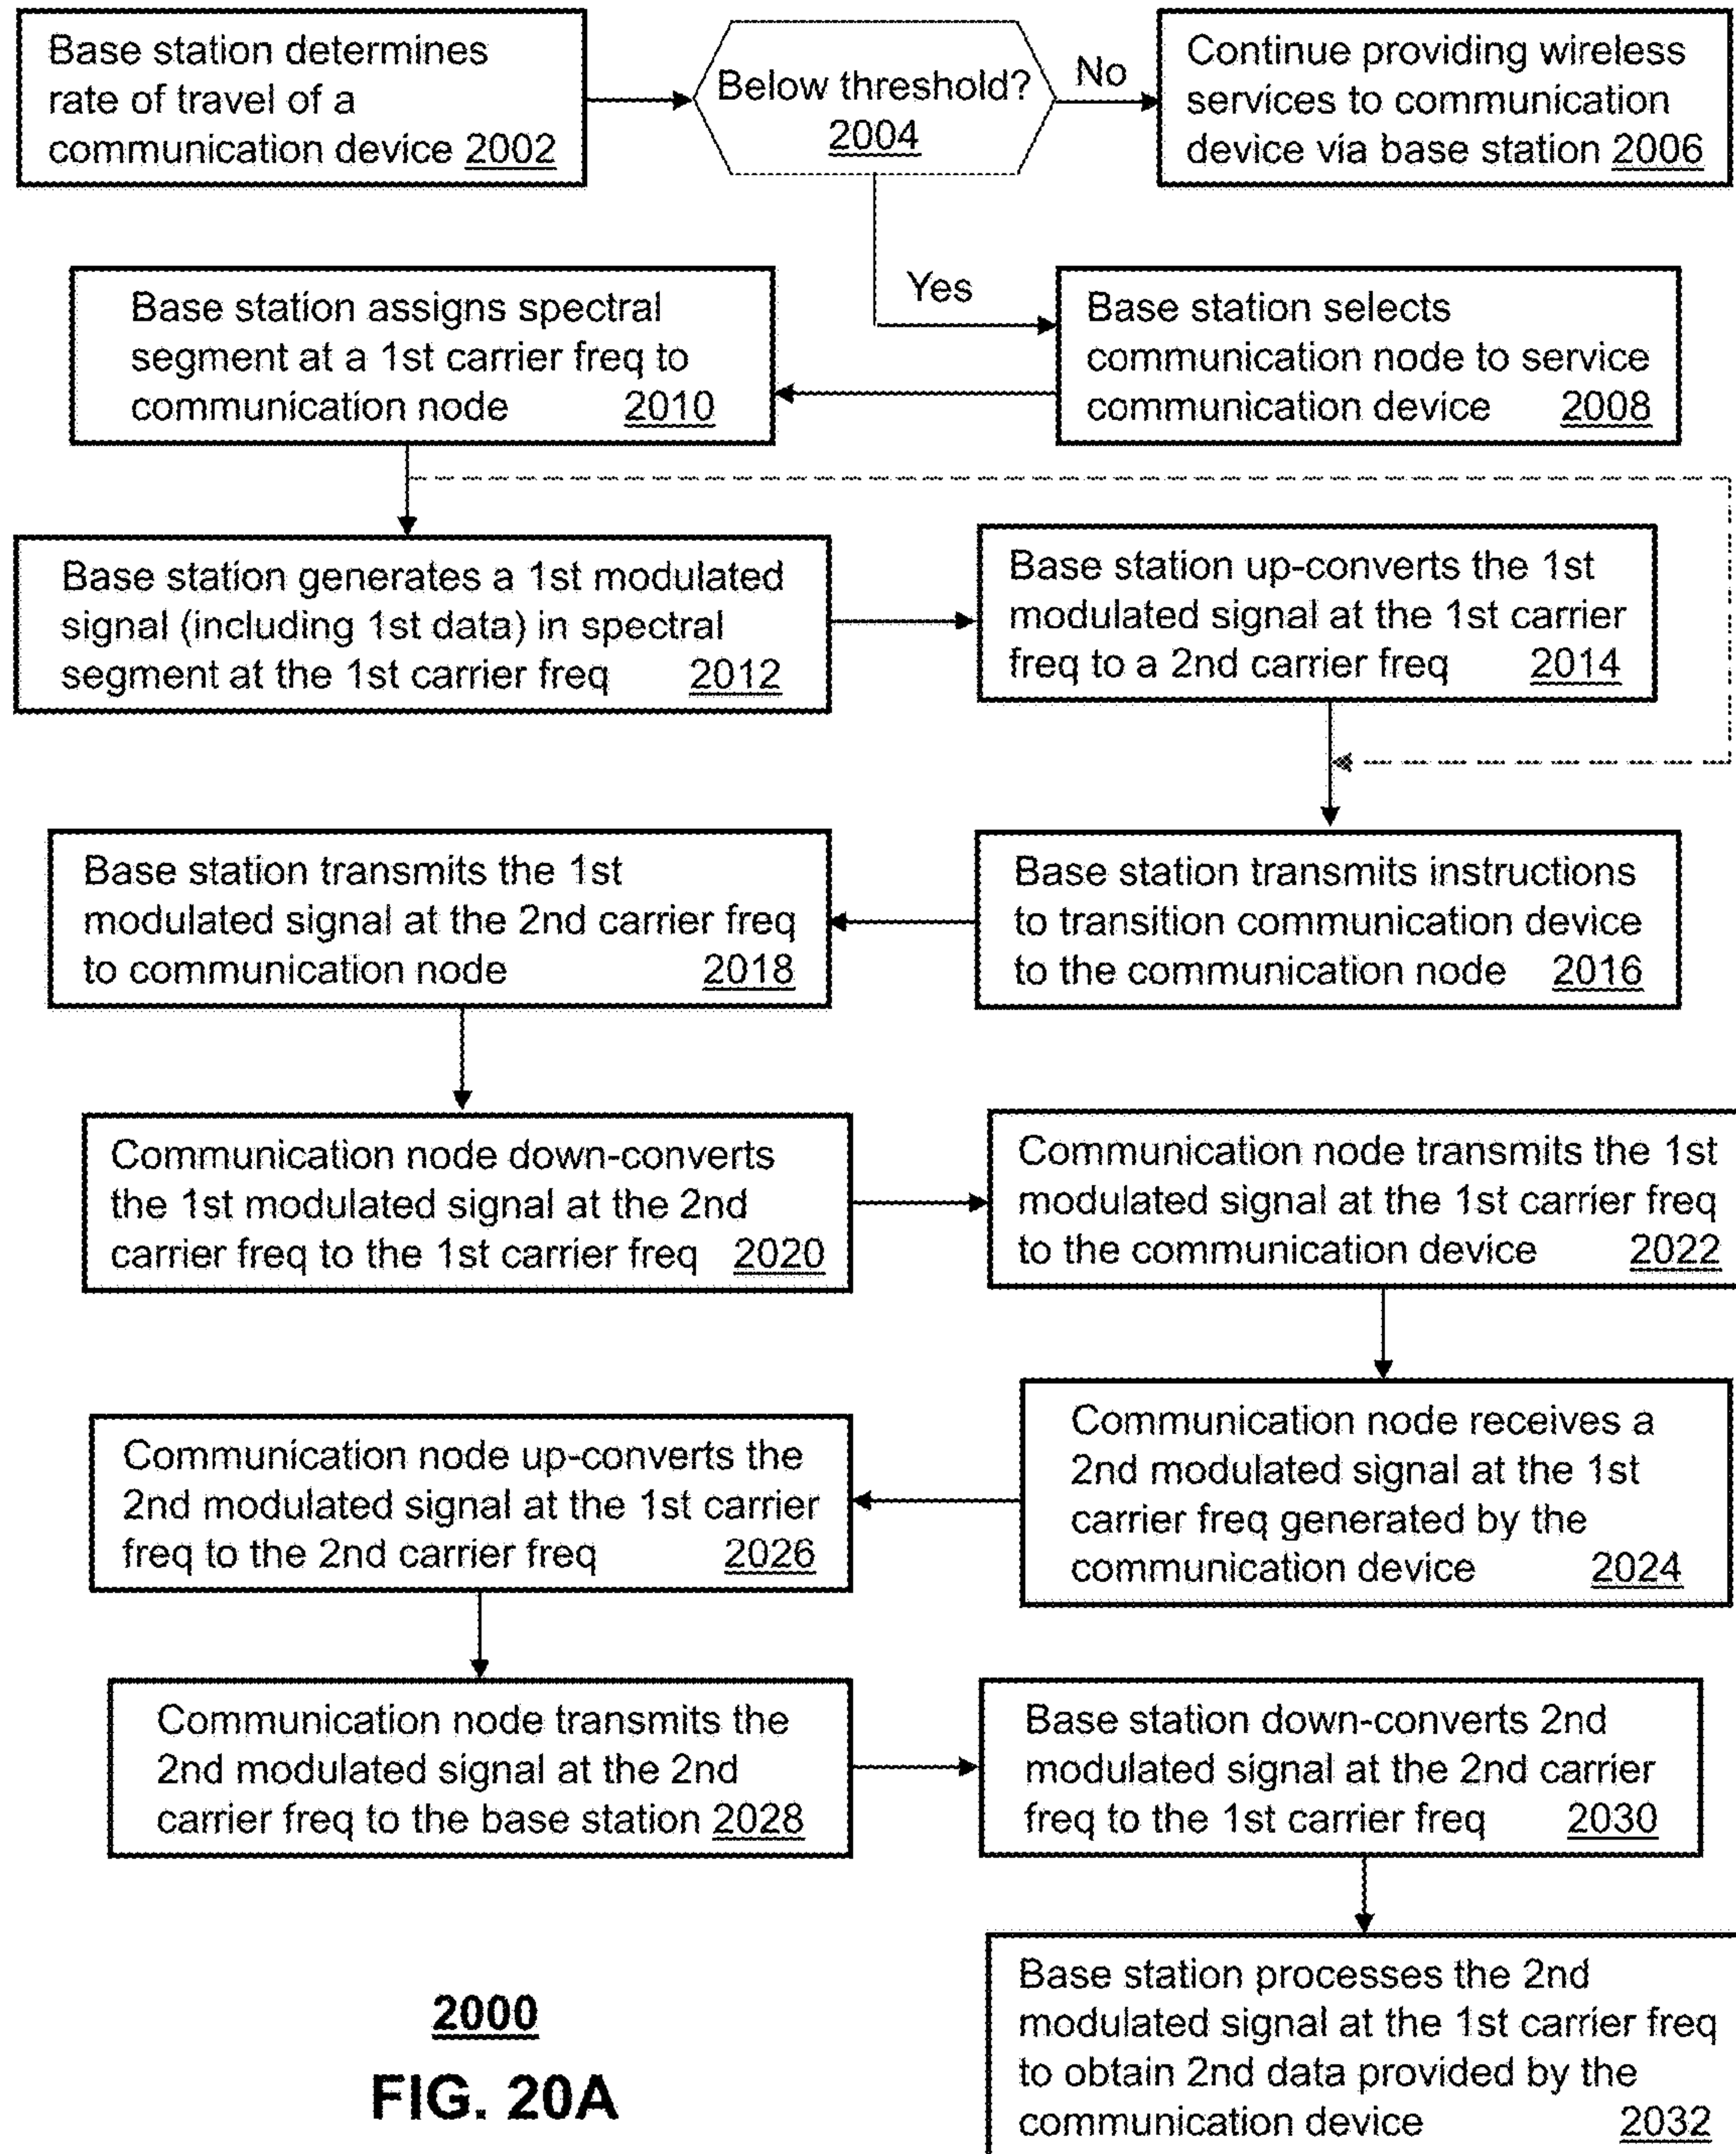 Base station determines
rate of travel of a
communication device 2002
Below threshold?
2004
No
Continue providing wireless
services to communication
device via base station 2006
Yes
Base station selects
communication node to service
communication device 2008
Base station assigns spectral
segment at a 1st carrier freq to
communication node 2010
Base station generates a 1st modulated
signal (including 1st data) in spectral
segment at the 1st carrier freq 2012
Base station up-converts the 1st
modulated signal at the 1st carrier
freq to a 2nd carrier freq 2014
Base station transmits instructions
to transition communication device
to the communication node 2016
Base station transmits the 1st
modulated signal at the 2nd carrier freq
to communication node 2018
Communication node down-converts
the 1st modulated signal at the 2nd
carrier freq to the 1st carrier freq 2020
Communication node transmits the 1st
modulated signal at the 1st carrier freq
to the communication device 2022
Communication node receives a
2nd modulated signal at the 1st
carrier freq generated by the
communication device 2024
Communication node up-converts the
2nd modulated signal at the 1st carrier
freq to the 2nd carrier freq 2026
Communication node transmits the
2nd modulated signal at the 2nd
carrier freq to the base station 2028
Base station down-converts 2nd
modulated signal at the 2nd carrier
freq to the 1st carrier freq 2030
Base station processes the 2nd
modulated signal at the 1st carrier freq
to obtain 2nd data provided by the
communication device 2032
2000
FIG. 20A